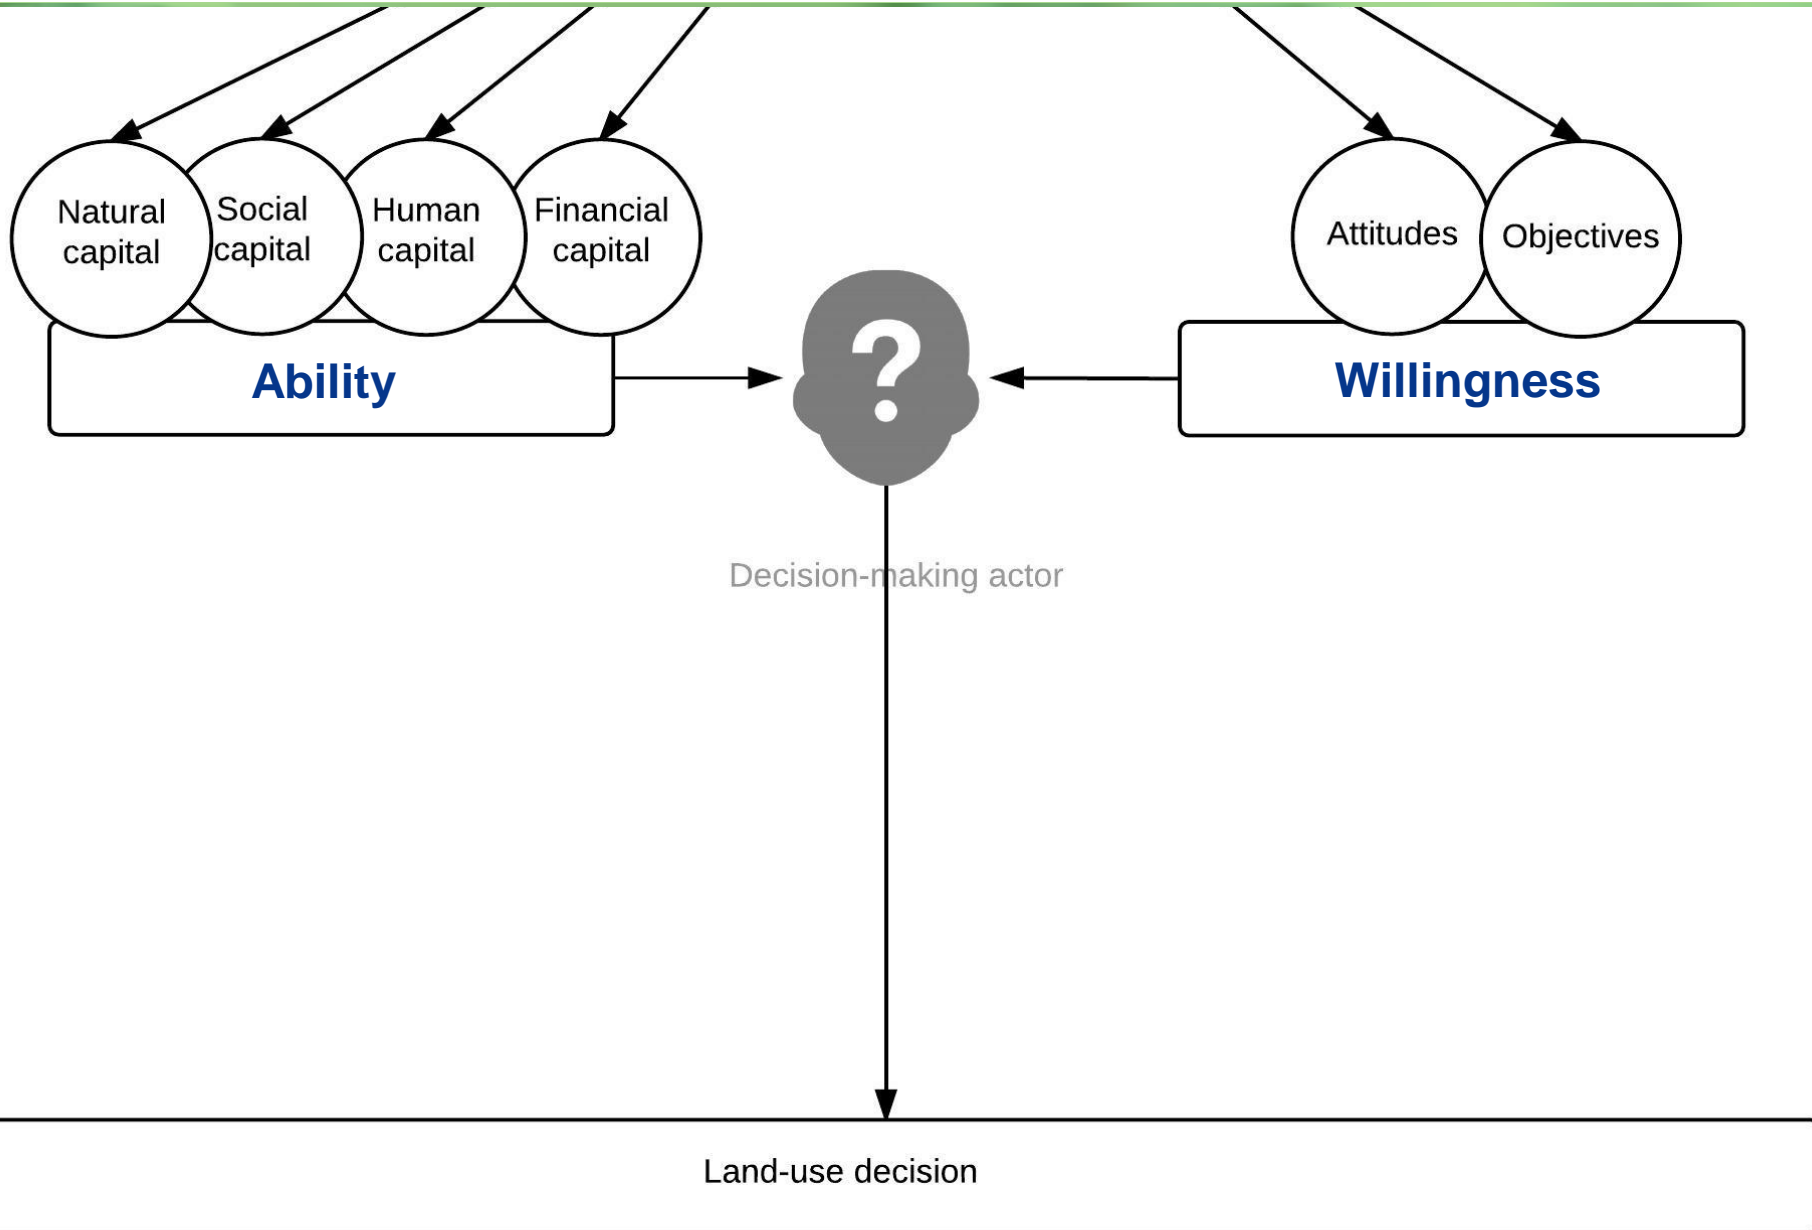 Natural
capital
Social
capital
Human
capital
Financial
capital
Attitudes
Objectives
Ability
?
Willingness
Decision-making actor
Land-use decision